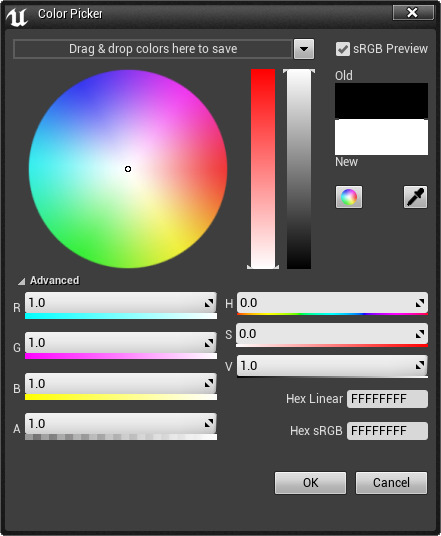 Color Picker
Drag & drop colors here to save
sRGB Preview
Old
New
Advanced
R 1.0
H 0.0
G 1.0
S 0.0
B 1.0
V 1.0
A 1.0
Hex Linear FFFFFFFF
Hex sRGB FFFFFFFF
OK Cancel